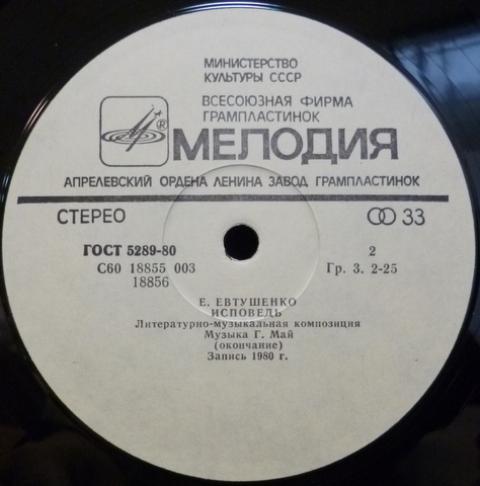 МИНИСТЕРСТВО
КУЛЬТУРЫ СССР
ВСЕСОЮЗНАЯ ФИРМА
ГРАМПЛАСТИНОК
®
МЕЛОДИЯ
АПРЕЛЕВСКИЙ ОРДЕНА ЛЕНИНА ЗАВОД ГРАМПЛАСТИНОК
СТЕРЕО 33
ГОСТ 5289-80 2
С60 18855 003 Гр. 3. 2-25
18856
Е. ЕВТУШЕНКО
ИСПОВЕДЬ
Литературно-музыкальная композиция
Музыка Г. Май
(окончание)
Запись 1980 г.